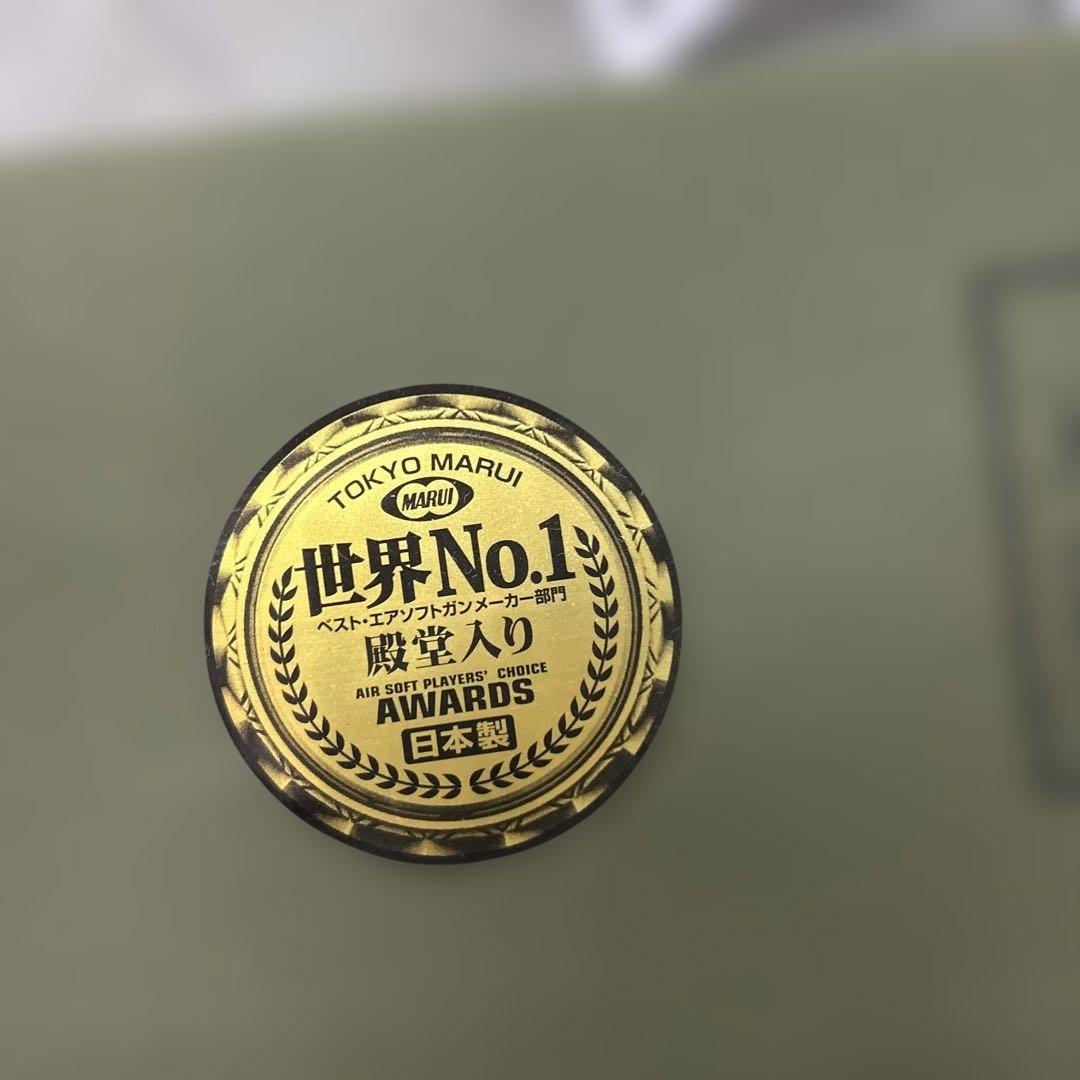 TOKYO MARUI
MARUI
世界No.1
ベスト・エアソフトガンメーカー部門
殿堂入り
AIR SOFT PLAYERS' CHOICE
AWARDS
日本製